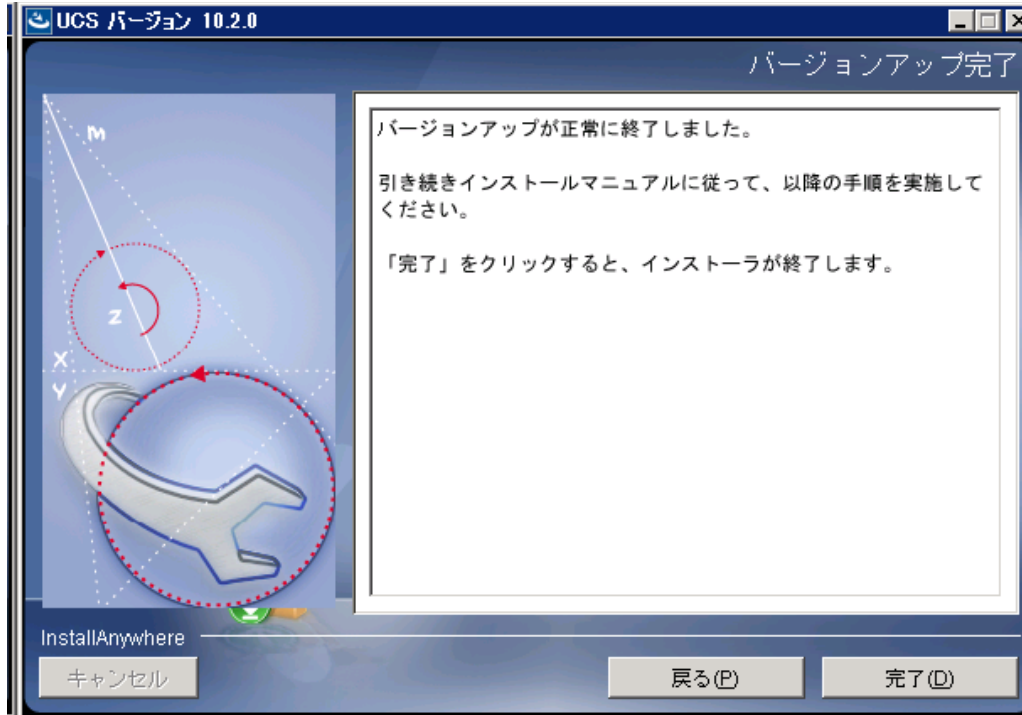 UCS バージョン 10.2.0
バージョンアップ完了
M
Z
X
Y
バージョンアップが正常に終了しました。
引き続きインストールマニュアルに従って、以降の手順を実施して
ください。
「完了」をクリックすると、インストーラが終了します。
InstallAnywhere
キャンセル
戻る(P)
完了(D)